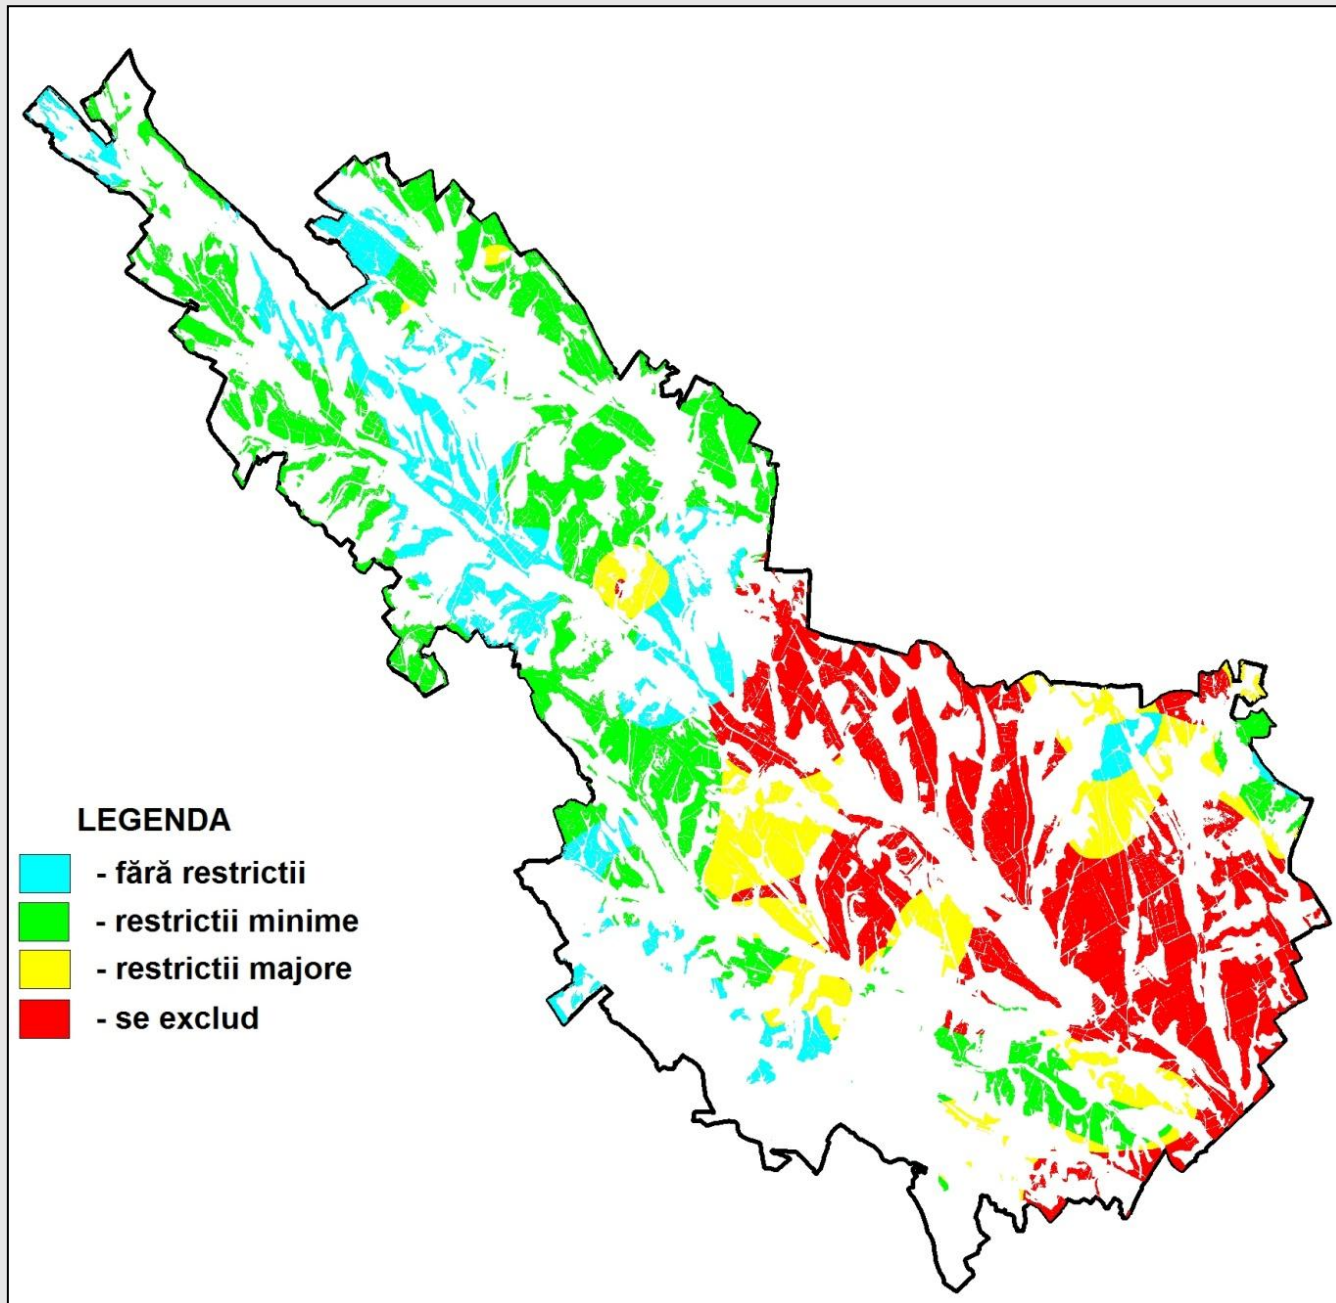 LEGENDA
- fără restrictii
- restrictii minime
- restrictii majore
- se exclud